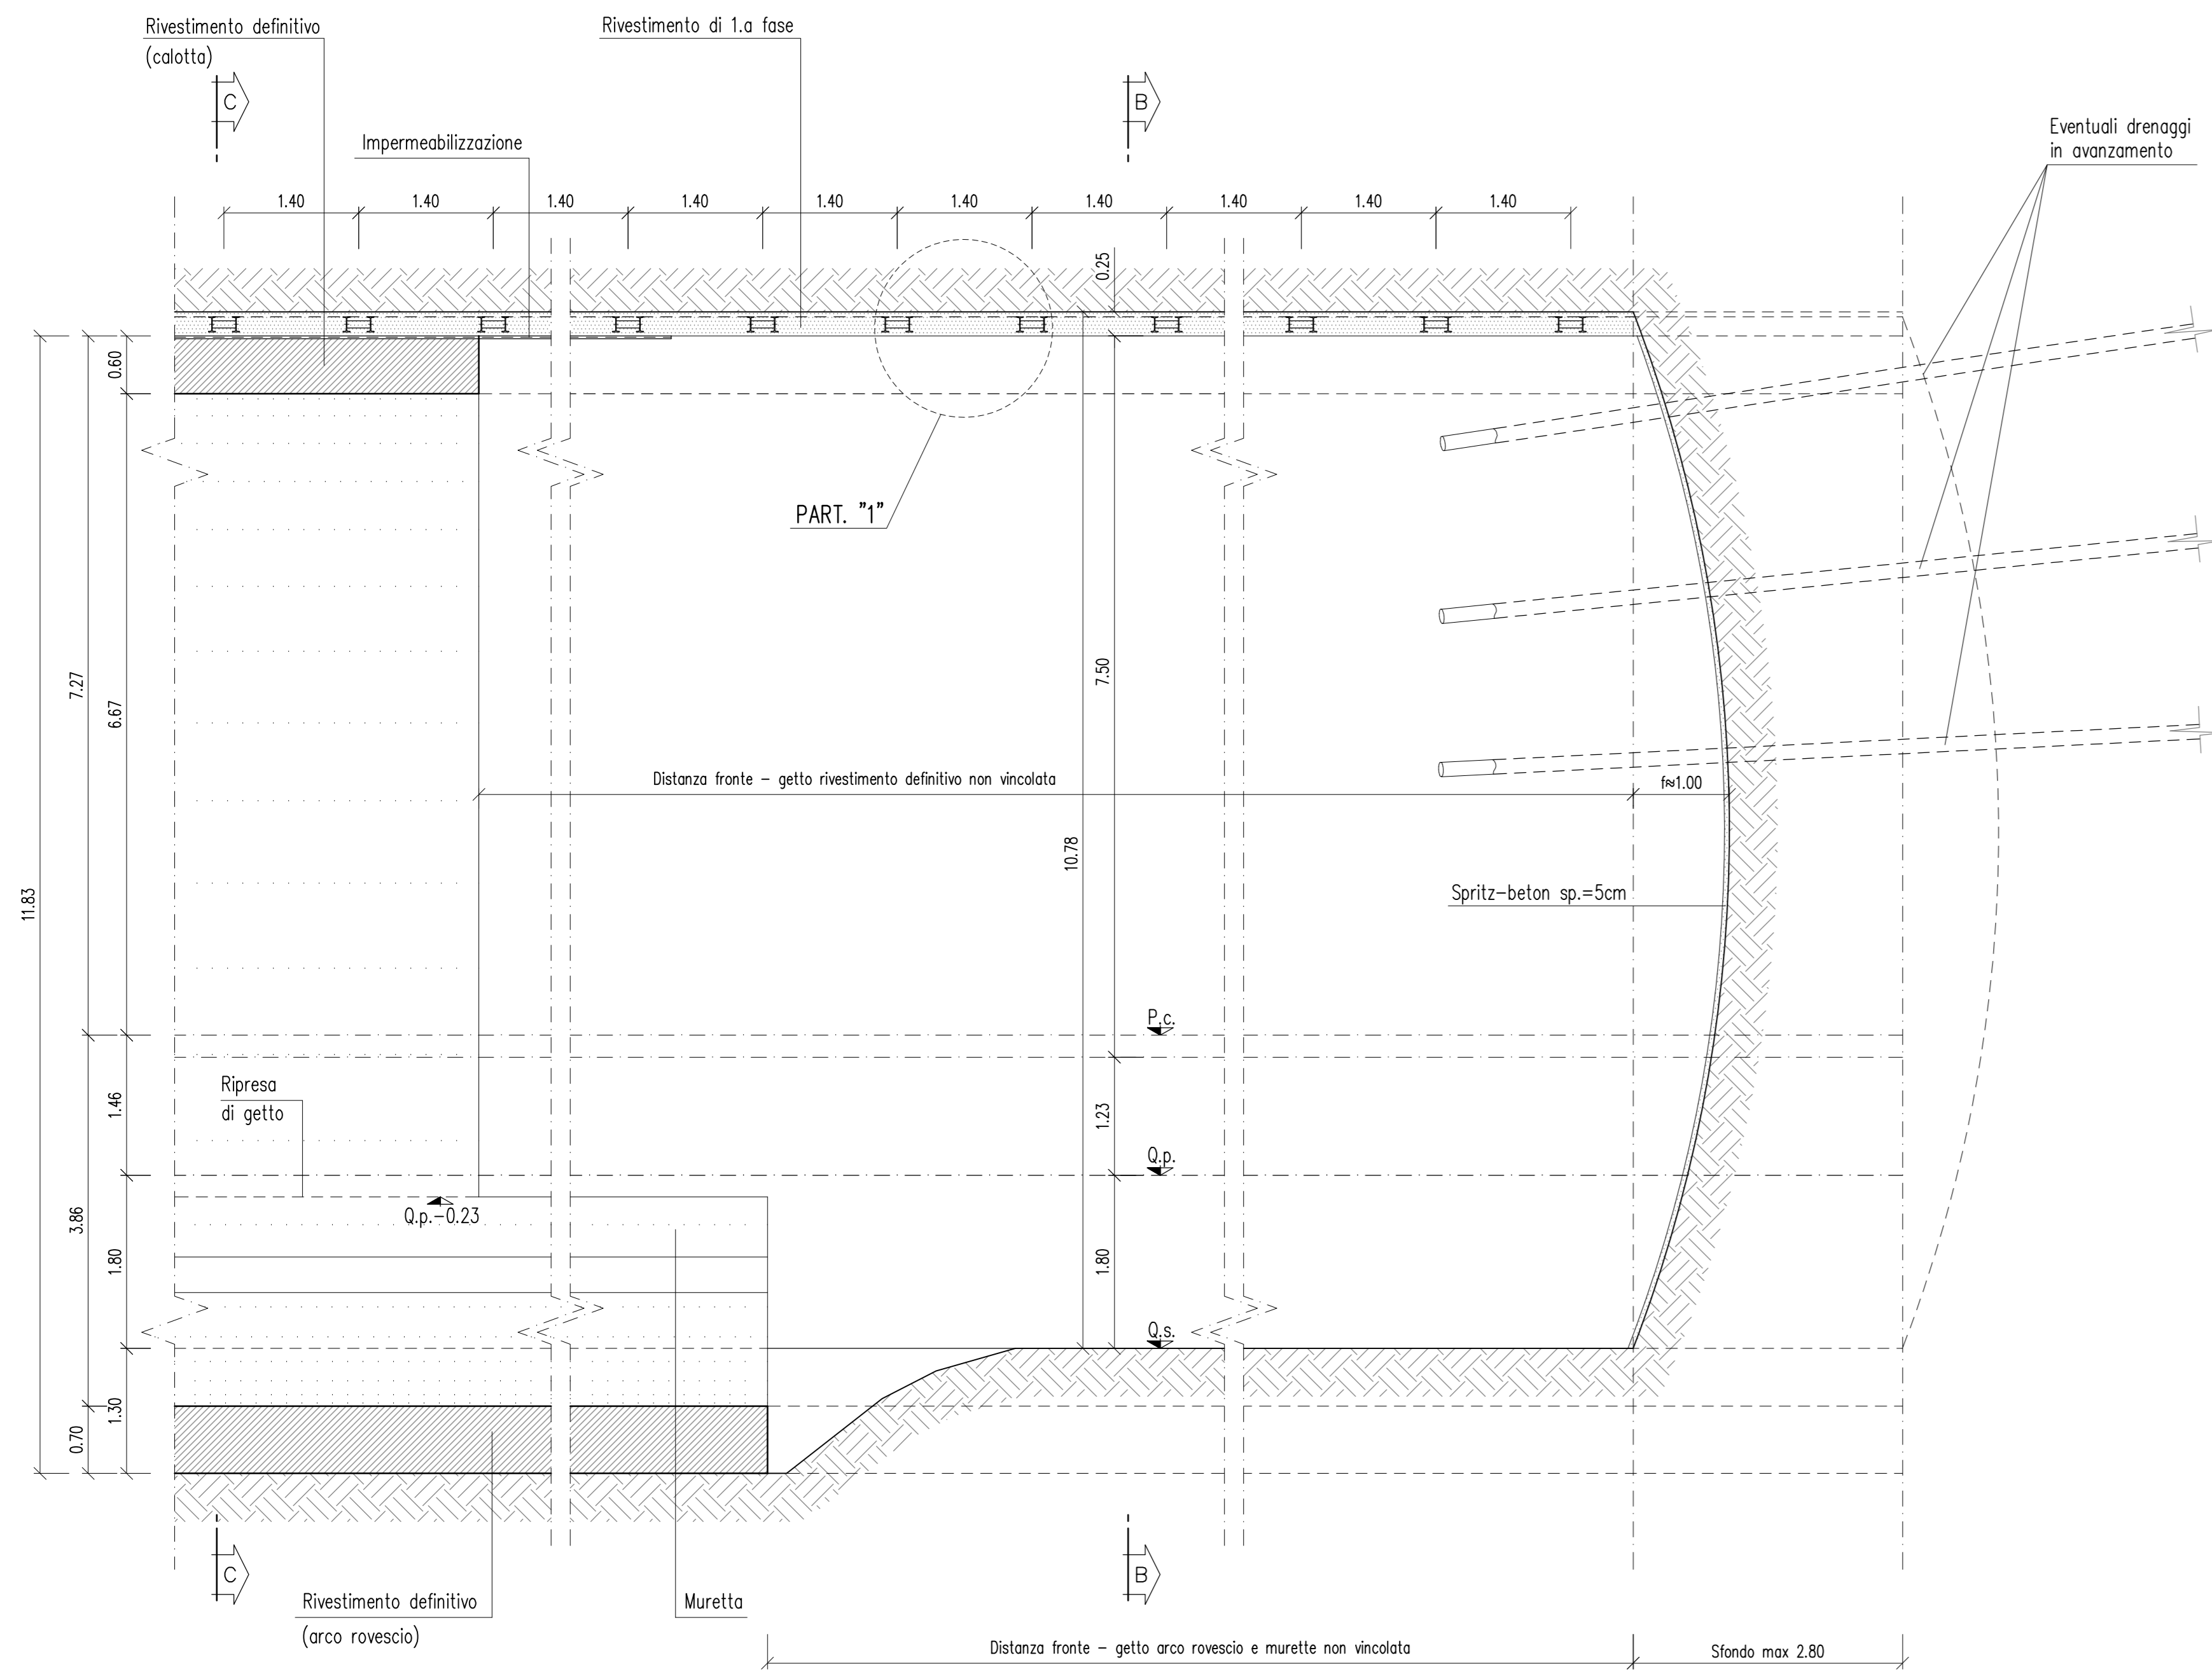 Rivestimento definitivo
(calotta)
Rivestimento di 1.a fase
C
B
Impermeabilizzazione
Eventuali drenaggi
in avanzamento
1.40 1.40 1.40 1.40 1.40 1.40 1.40 1.40 1.40 1.40
0.25
0.60
PART. "1"
7.27
6.67
7.50
Distanza fronte - getto rivestimento definitivo non vincolata
f≈1.00
10.78
11.83
Spritz-beton sp.=5cm
P.c.
Ripresa
di getto
1.46
1.23
Q.p.
Q.p.-0.23
3.86
1.80
1.80
Q.s.
1.30
0.70
C
B
Rivestimento definitivo
(arco rovescio)
Muretta
Distanza fronte - getto arco rovescio e murette non vincolata
Sfondo max 2.80